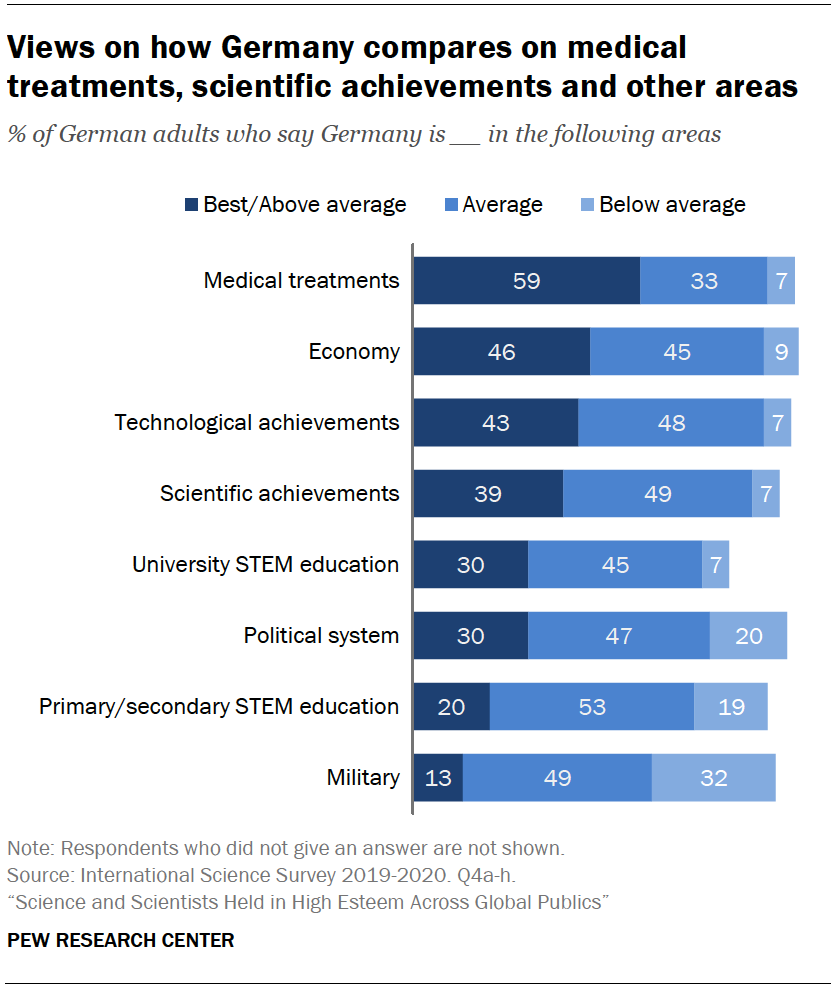 Views on how Germany compares on medical
treatments, scientific achievements and other areas
% of German adults who say Germany is __ in the following areas
Best/Above average Average Below average
Medical treatments 59 33 7
Economy 46 45 9
Technological achievements 43 48 7
Scientific achievements 39 49 7
University STEM education 30 45 7
Political system 30 47 20
Primary/secondary STEM education 20 53 19
Military 13 49 32
Note: Respondents who did not give an answer are not shown.
Source: International Science Survey 2019-2020. Q4a-h.
“Science and Scientists Held in High Esteem Across Global Publics”
PEW RESEARCH CENTER